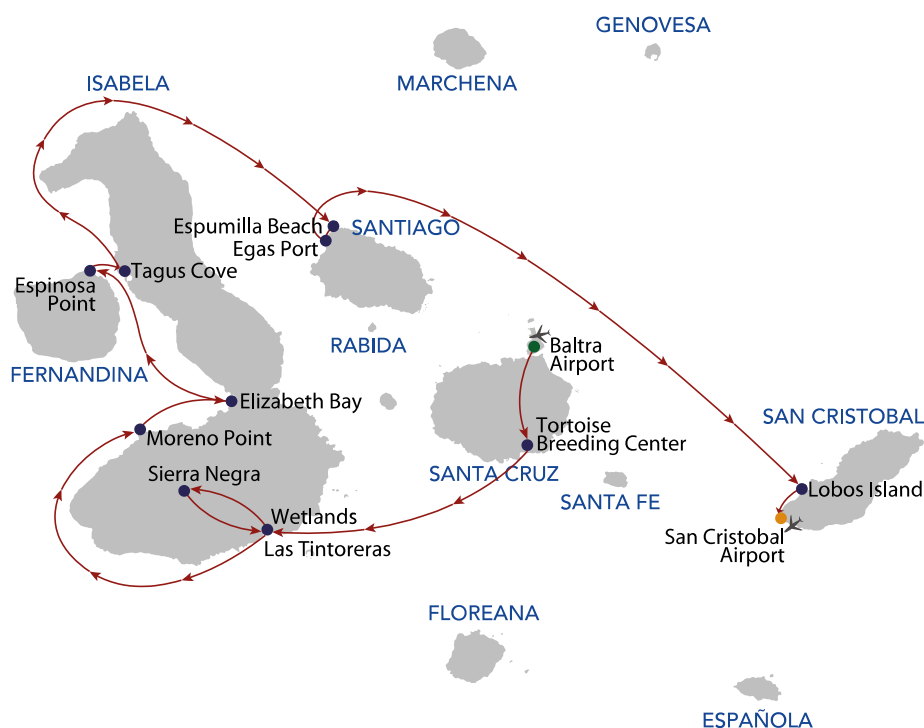 GENOVESA
MARCHENA
ISABELA
Espumilla Beach
SANTIAGO
Egas Port
Tagus Cove
Espinosa
Point
RABIDA
Baltra
Airport
FERNANDINA
Elizabeth Bay
SAN CRISTOBAL
Moreno Point
Tortoise
Breeding Center
Sierra Negra
SANTA CRUZ
SANTA FE
Lobos Island
Wetlands
Las Tintoreras
San Cristobal
Airport
FLOREANA
ESPAÑOLA